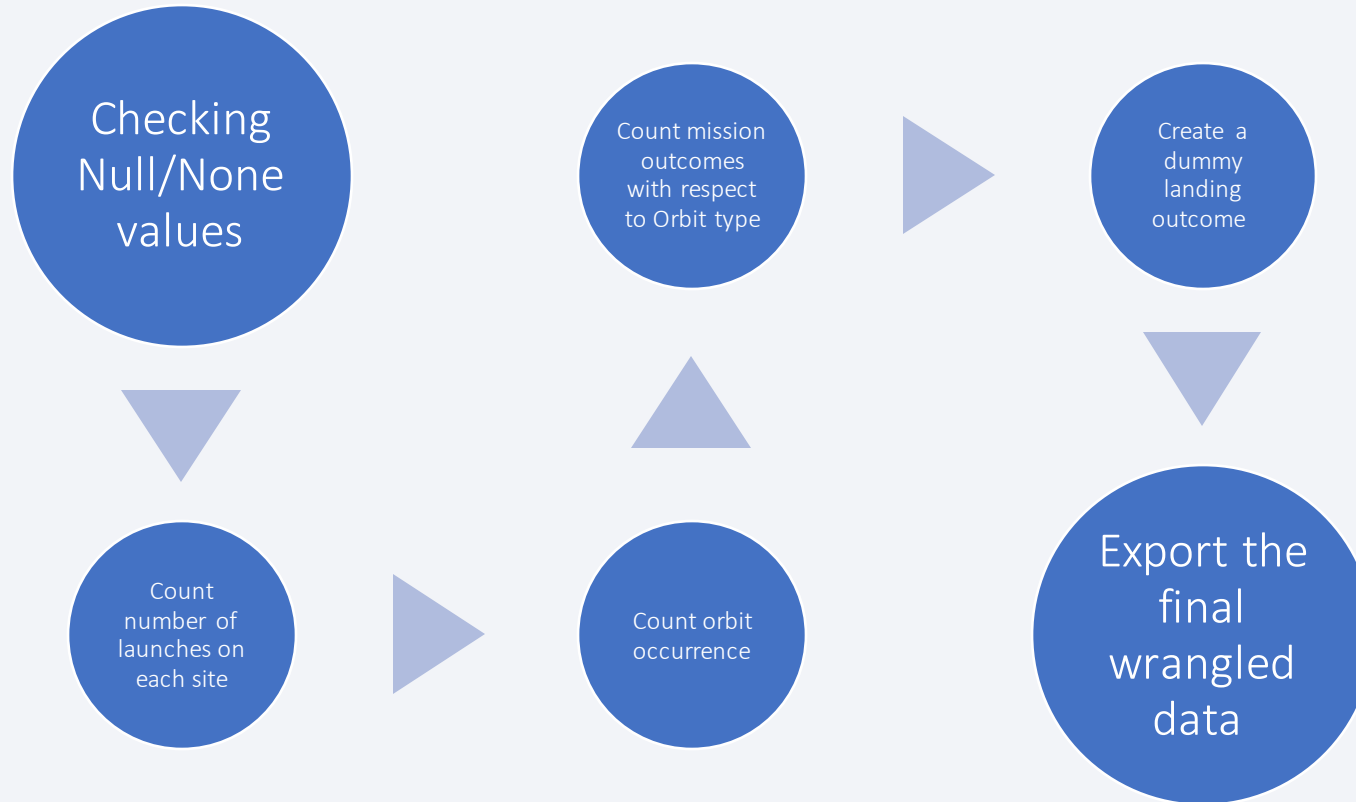 Checking
Null/None
values
Count
number of
launches on
each site
Count orbit
occurrence
Count mission
outcomes
with respect
to Orbit type
Create a
dummy
landing
outcome
Export the
final
wrangled
data